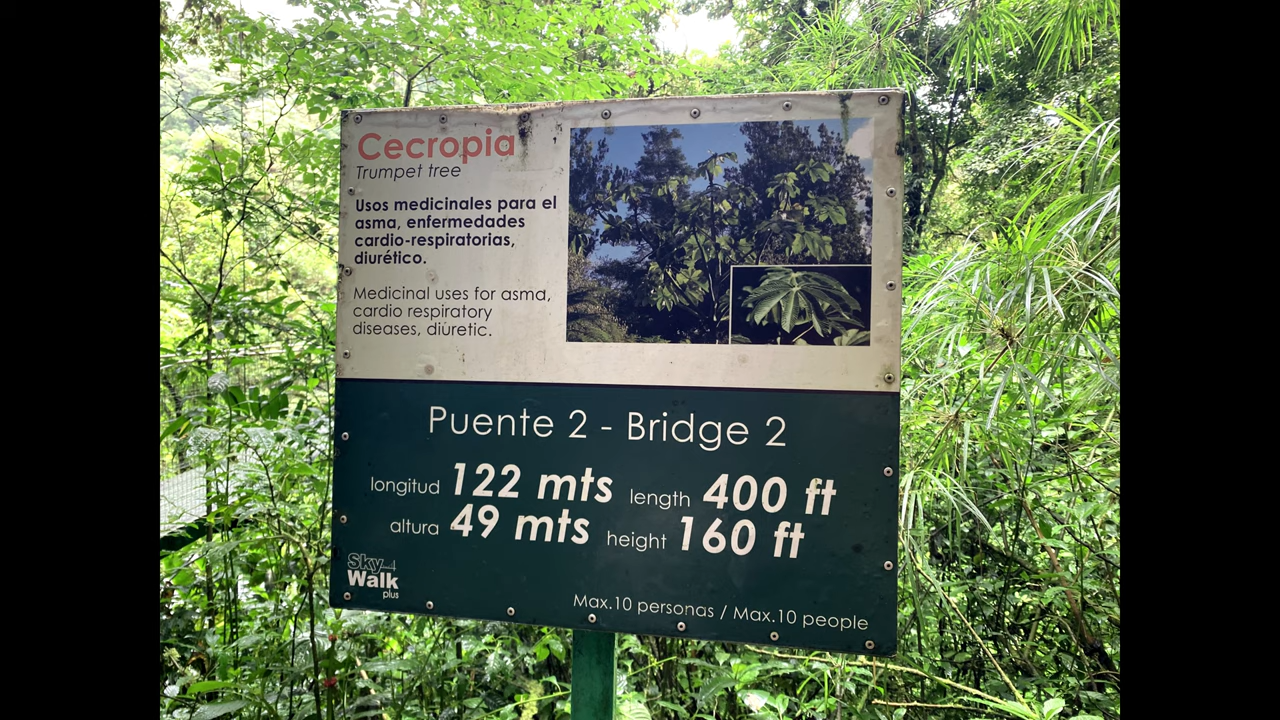 Cecropia
Trumpet tree
Usos medicinales para el
asma, enfermedades
cardio-respiratorias,
diurético.
Medicinal uses for asma,
cardio respiratory
diseases, diuretic.
Puente 2 - Bridge 2
longitud 122 mts length 400 ft
altura 49 mts height 160 ft
Sky
Walk
plus
Max.10 personas / Max.10 people